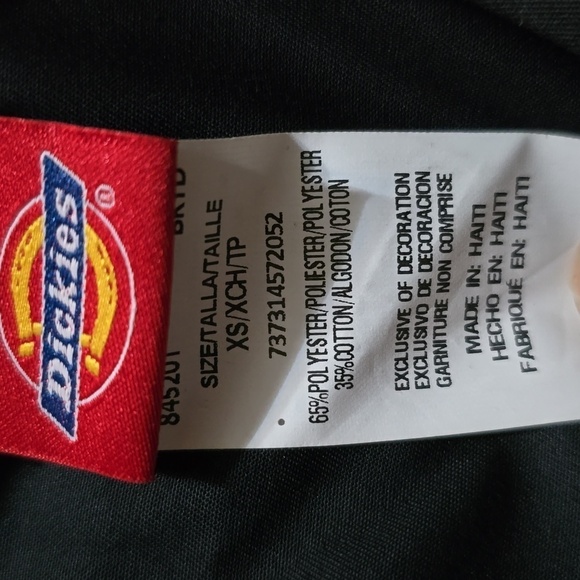 Dickies
®
845201 BKTD
SIZE/TALLA/TAILLE
XS/XCH/TP
737314572052
65%POLYESTER/POLIESTER/POLYESTER
35%COTTON/ALGODON/COTON
EXCLUSIVE OF DECORATION
EXCLUSIVO DE DECORACION
GARNITURE NON COMPRISE
MADE IN: HAITI
HECHO EN: HAITI
FABRIQUÉ EN: HAITI